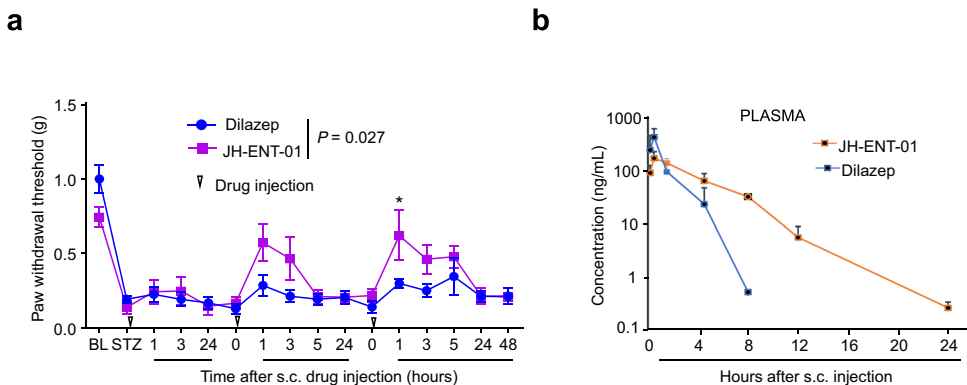 a
b
1.5
1.0
0.5
0.0
Paw withdrawal threshold (g)
Dilazep
JH-ENT-01
P = 0.027
Drug injection
*
BL STZ 1 3 24 0 1 3 5 24 0 1 3 5 24 48
Time after s.c. drug injection (hours)
PLASMA
1000
100
10
1
0.1
Concentration (ng/mL)
JH-ENT-01
Dilazep
0 4 8 12 16 20 24
Hours after s.c. injection